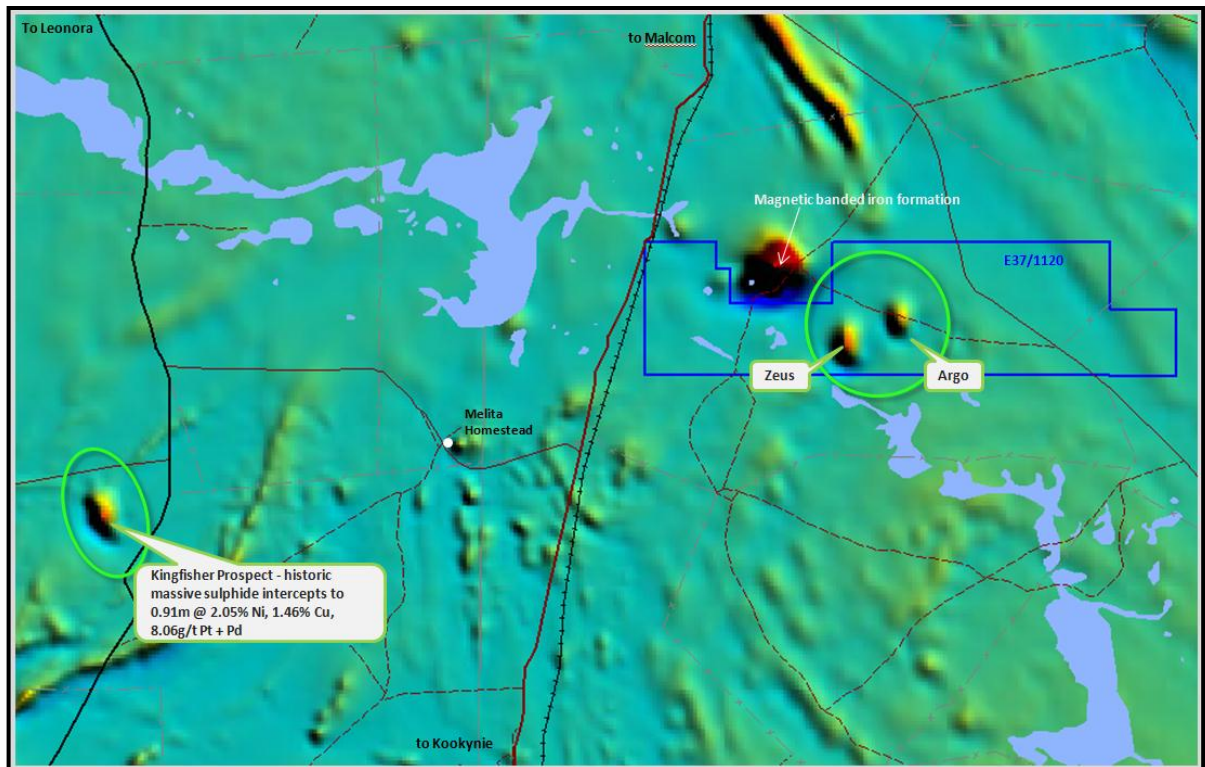 To Leonora
to Malcom
Magnetic banded iron formation
E37/1120
Zeus
Argo
Melita
Homestead
Kingfisher Prospect - historic
massive sulphide intercepts to
0.91m @ 2.05% Ni, 1.46% Cu,
8.06g/t Pt + Pd
to Kookynie